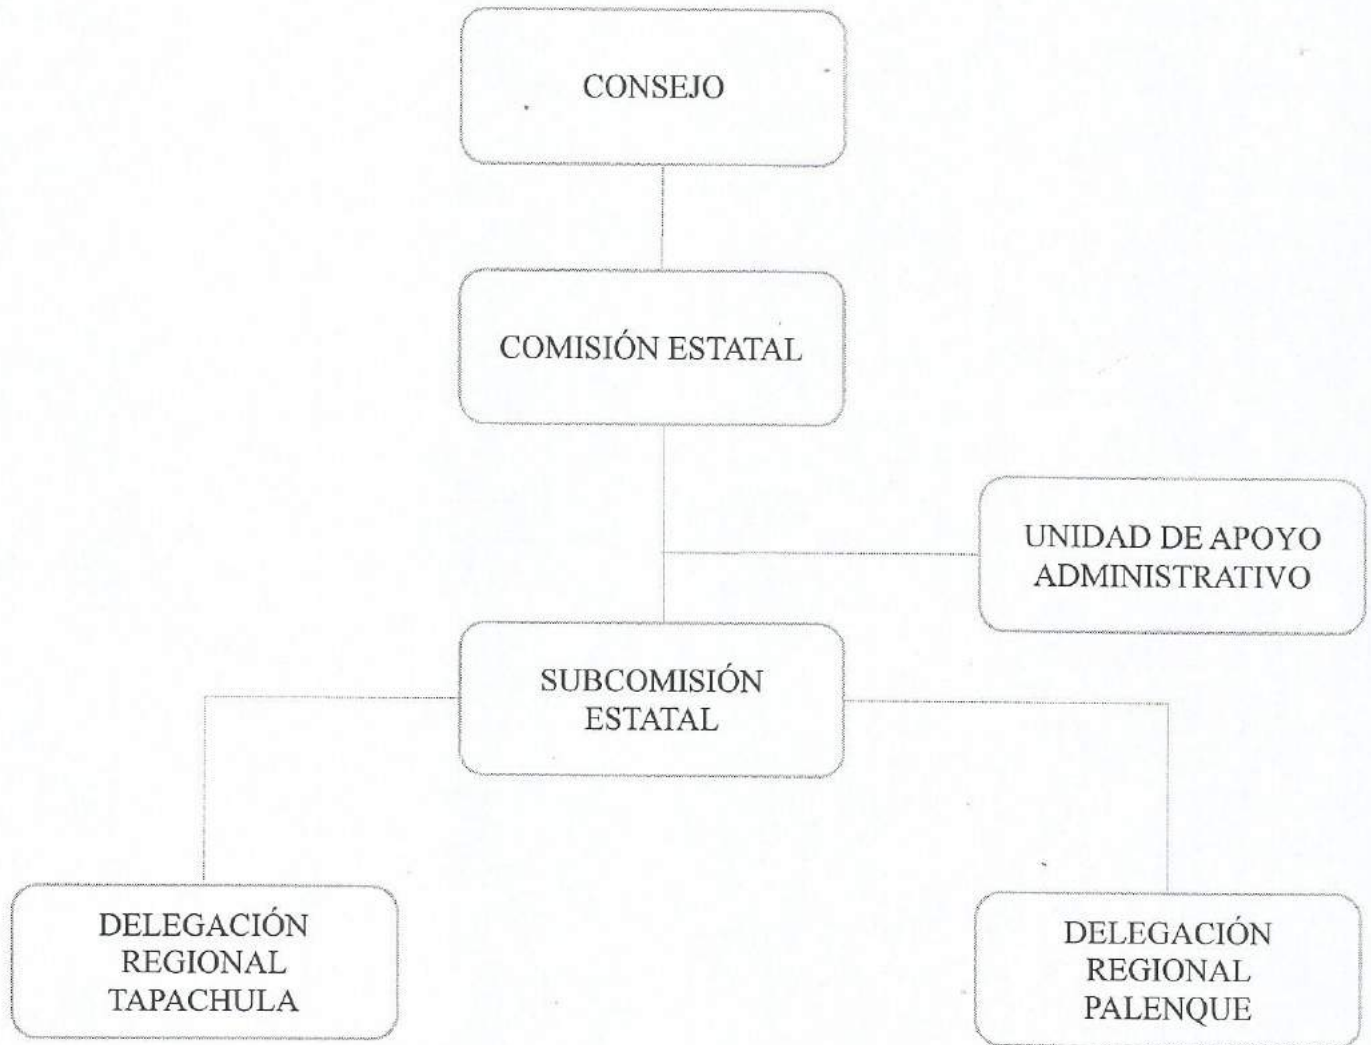 CONSEJO
COMISIÓN ESTATAL
UNIDAD DE APOYO
ADMINISTRATIVO
SUBCOMISIÓN
ESTATAL
DELEGACIÓN
REGIONAL
TAPACHULA
DELEGACIÓN
REGIONAL
PALENQUE